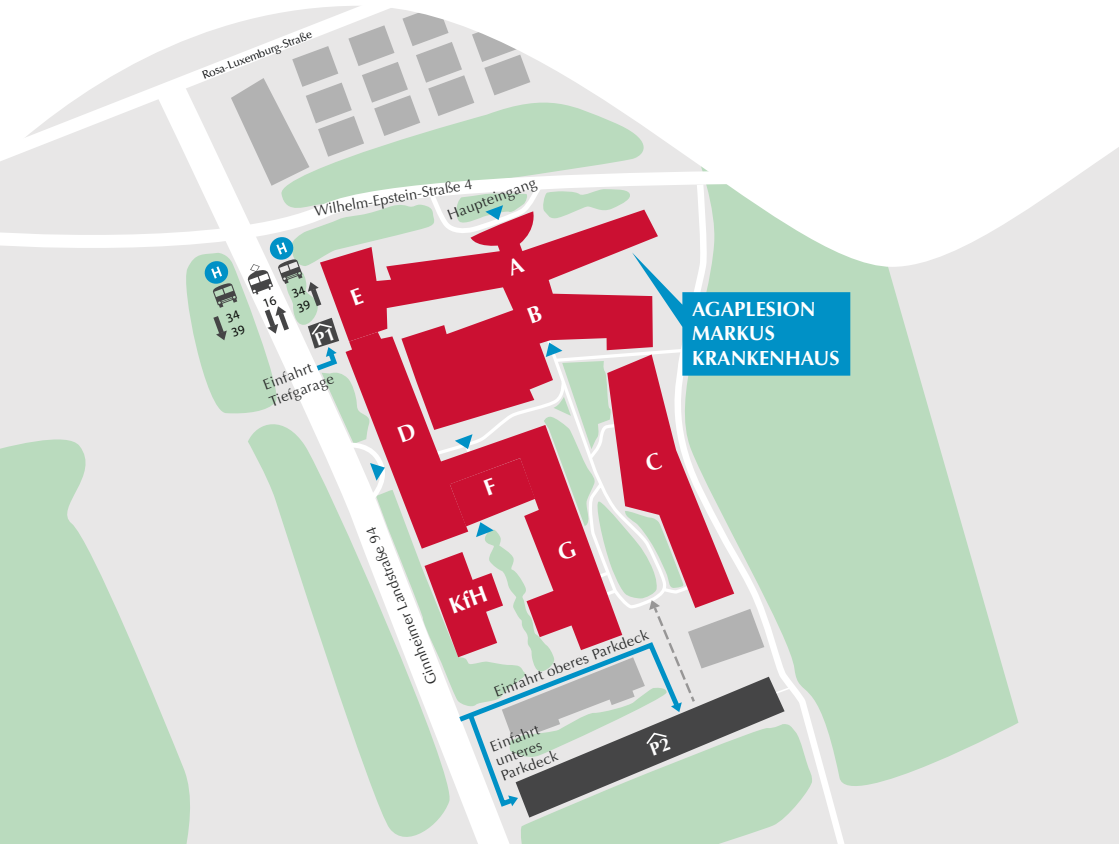 Rosa-Luxemburg-Straße
Wilhelm-Epstein-Straße 4
Haupteingang
H
H
16
34
39
34
39
P1
Einfahrt
Tiefgarage
E
A
B
AGAPLESION
MARKUS
KRANKENHAUS
D
C
F
G
KfH
Ginnheimer Landstraße 94
Einfahrt oberes Parkdeck
Einfahrt
unteres
Parkdeck
P2